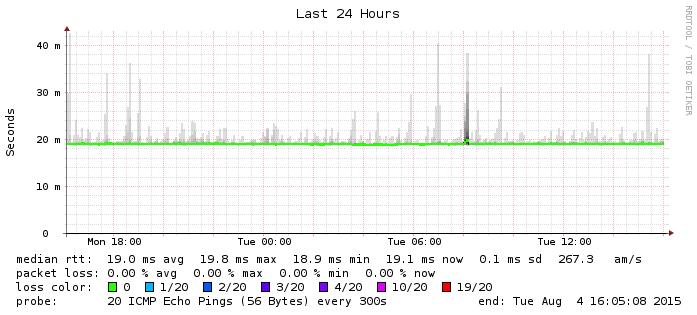 Last 24 Hours
RRDTOOL / TOBI OETIKER
Seconds
40 m
30 m
20 m
10 m
0
Mon 18:00 Tue 00:00 Tue 06:00 Tue 12:00
median rtt: 19.0 ms avg 19.8 ms max 18.9 ms min 19.1 ms now 0.1 ms sd 267.3 am/s
packet loss: 0.00 % avg 0.00 % max 0.00 % min 0.00 % now
loss color: 0 1/20 2/20 3/20 4/20 10/20 19/20
probe: 20 ICMP Echo Pings (56 Bytes) every 300s end: Tue Aug 4 16:05:08 2015